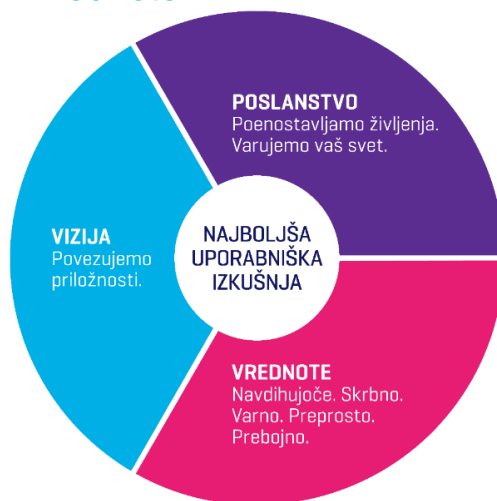 POSLANSTVO
Poenostavljamo življenja.
Varujemo vaš svet.
VIZIJA
Povezujemo
priložnosti.
NAJBOLJŠA
UPORABNIŠKA
IZKUŠNJA
VREDNOTE
Navdihujoče. Skrbno.
Varno. Preprosto.
Prebojno.